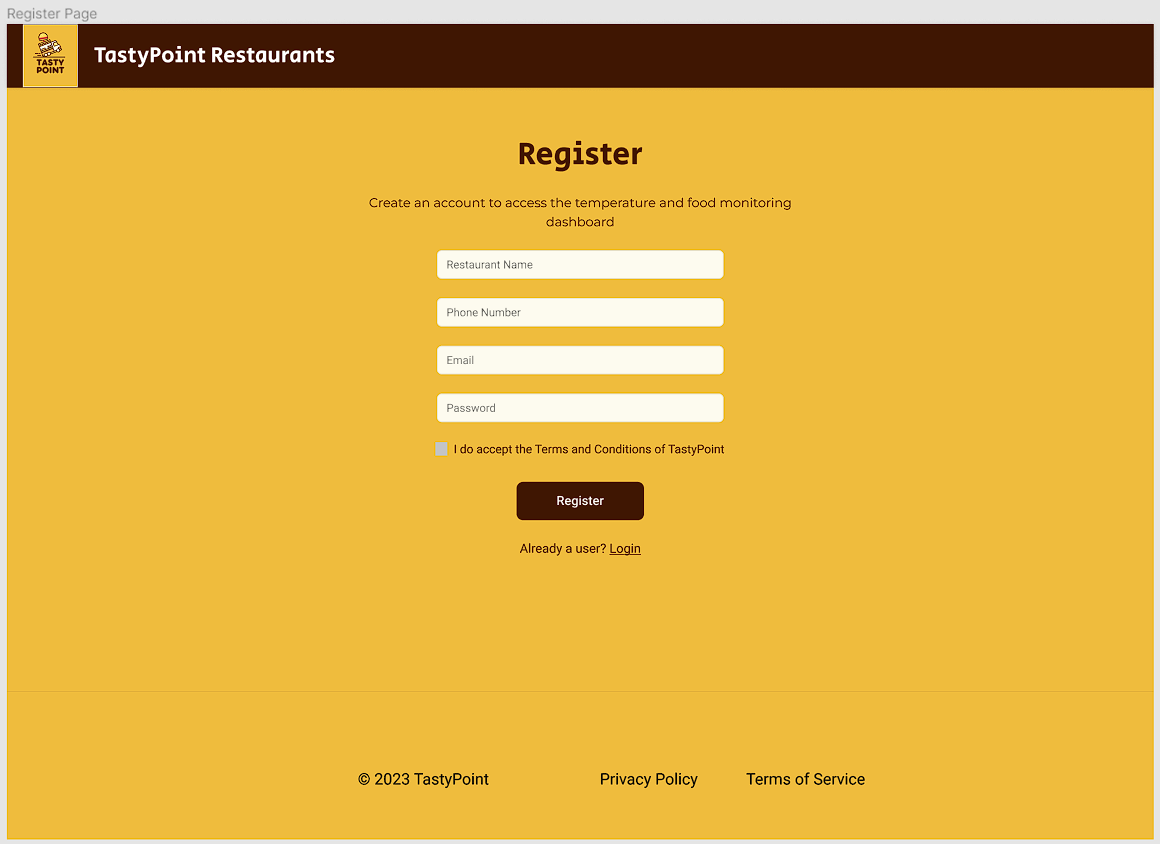 Register Page
TASTY
POINT
TastyPoint Restaurants
Register
Create an account to access the temperature and food monitoring
dashboard
Restaurant Name
Phone Number
Email
Password
I do accept the Terms and Conditions of TastyPoint
Register
Already a user? Login
© 2023 TastyPoint
Privacy Policy
Terms of Service